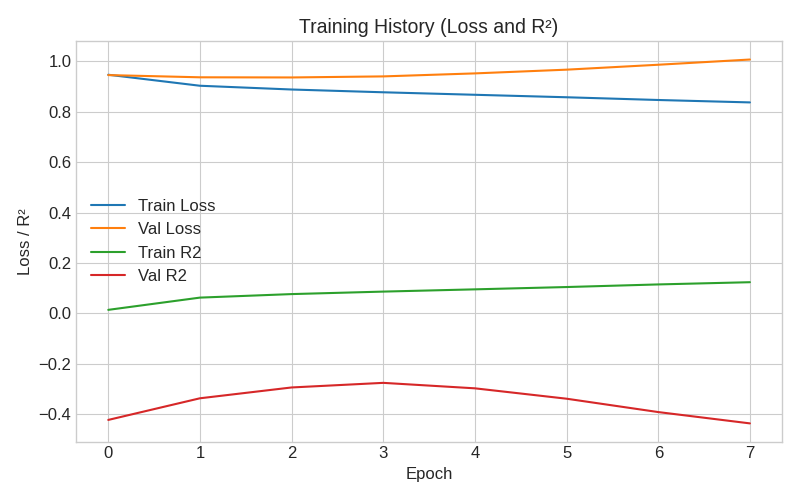 Training History (Loss and R²)
1.0
0.8
0.6
0.4
0.2
0.0
−0.2
−0.4
Loss / R²
Train Loss
Val Loss
Train R2
Val R2
0 1 2 3 4 5 6 7
Epoch